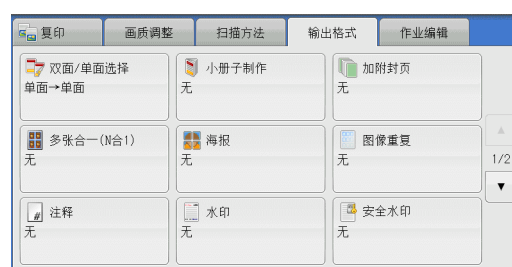 复印 画质调整 扫描方法 输出格式 作业编辑
双面/单面选择 小册子制作 加附封页
单面→单面 无 无
多张合一(N合1) 海报 图像重复
无 无 无
1/2
注释 水印 安全水印
无 无 无